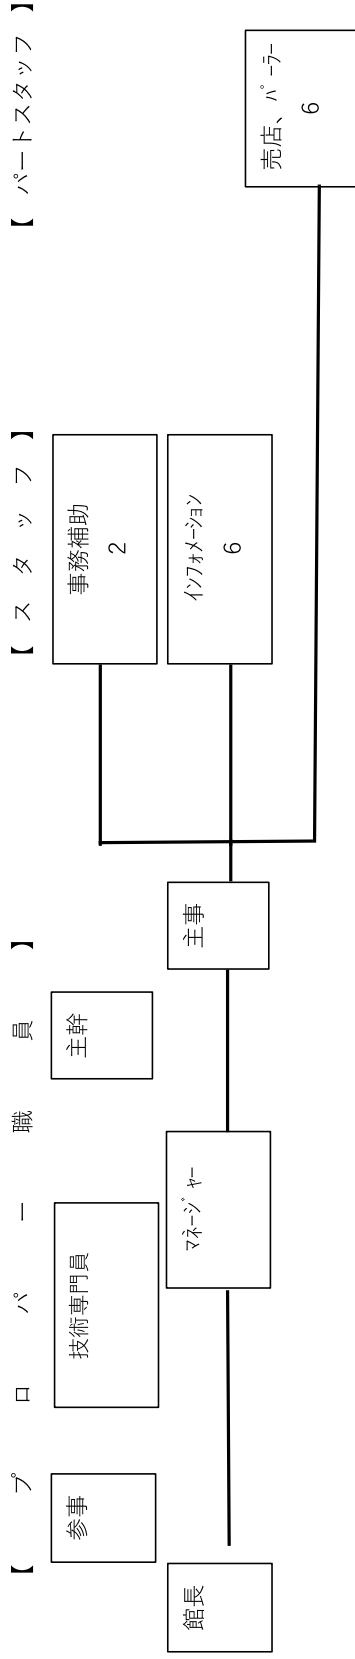 【 プ ロ パ ー 職 員 】
【 ス タ ッ フ 】
【 パートスタッフ 】
参事
技術専門員
主幹
事務補助
2
館長
ﾏﾈｰｼﾞｬｰ
主事
ｲﾝﾌｫﾒｰｼｮﾝ
6
売店、ﾊﾟｰﾗｰ
6